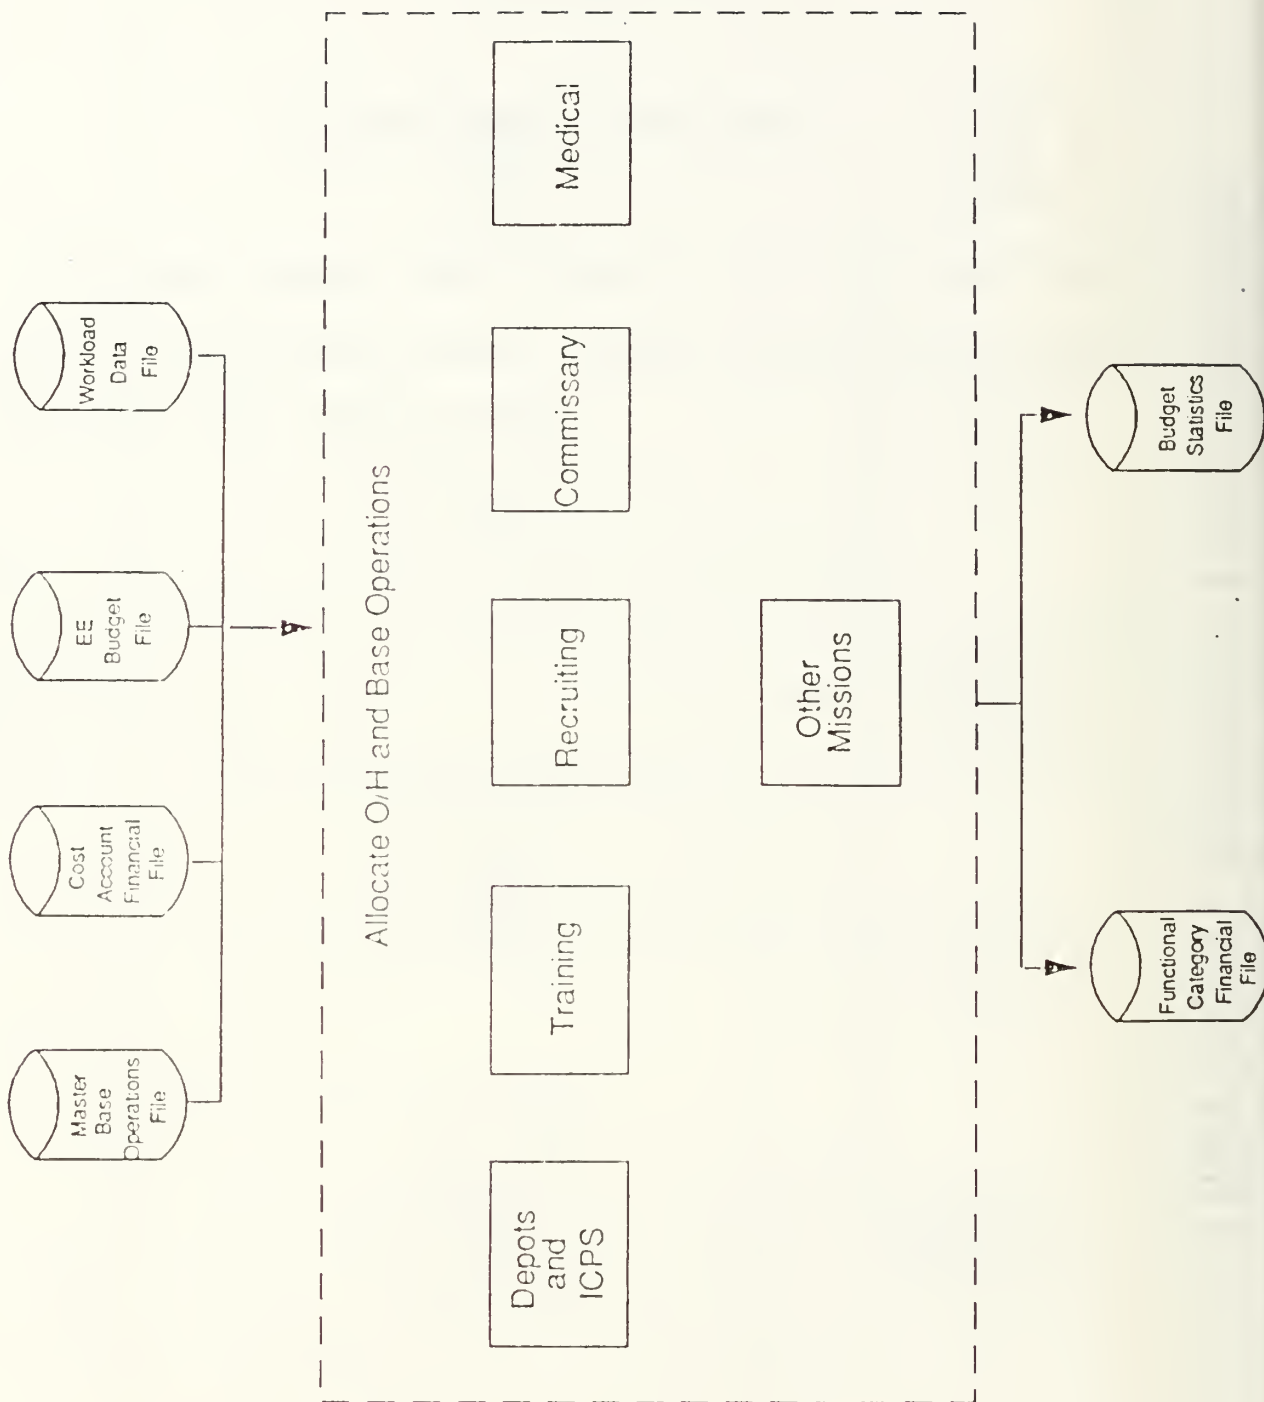 Master
Base
Operations
File
Cost
Account
Financial
File
EE
Budget
File
Workload
Data
File
Allocate O/H and Base Operations
Depots
and
ICPS
Training
Recruiting
Commissary
Medical
Other
Missions
Functional
Category
Financial
File
Budget
Statistics
File